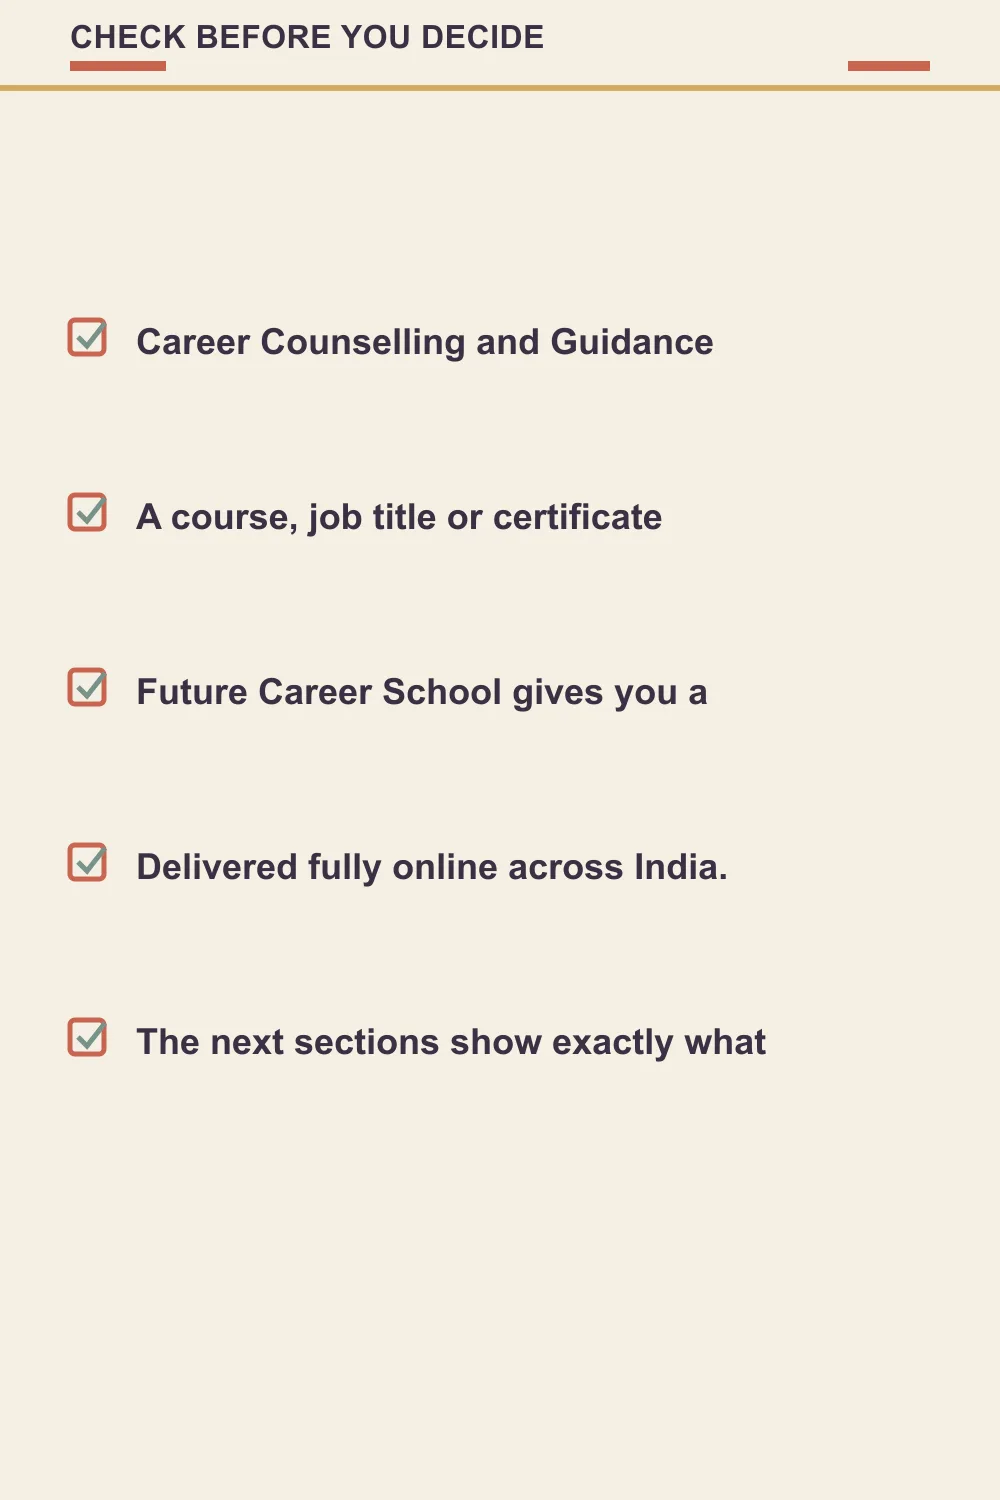 CHECK BEFORE YOU DECIDE
Career Counselling and Guidance
A course, job title or certificate
Future Career School gives you a
Delivered fully online across India.
The next sections show exactly what